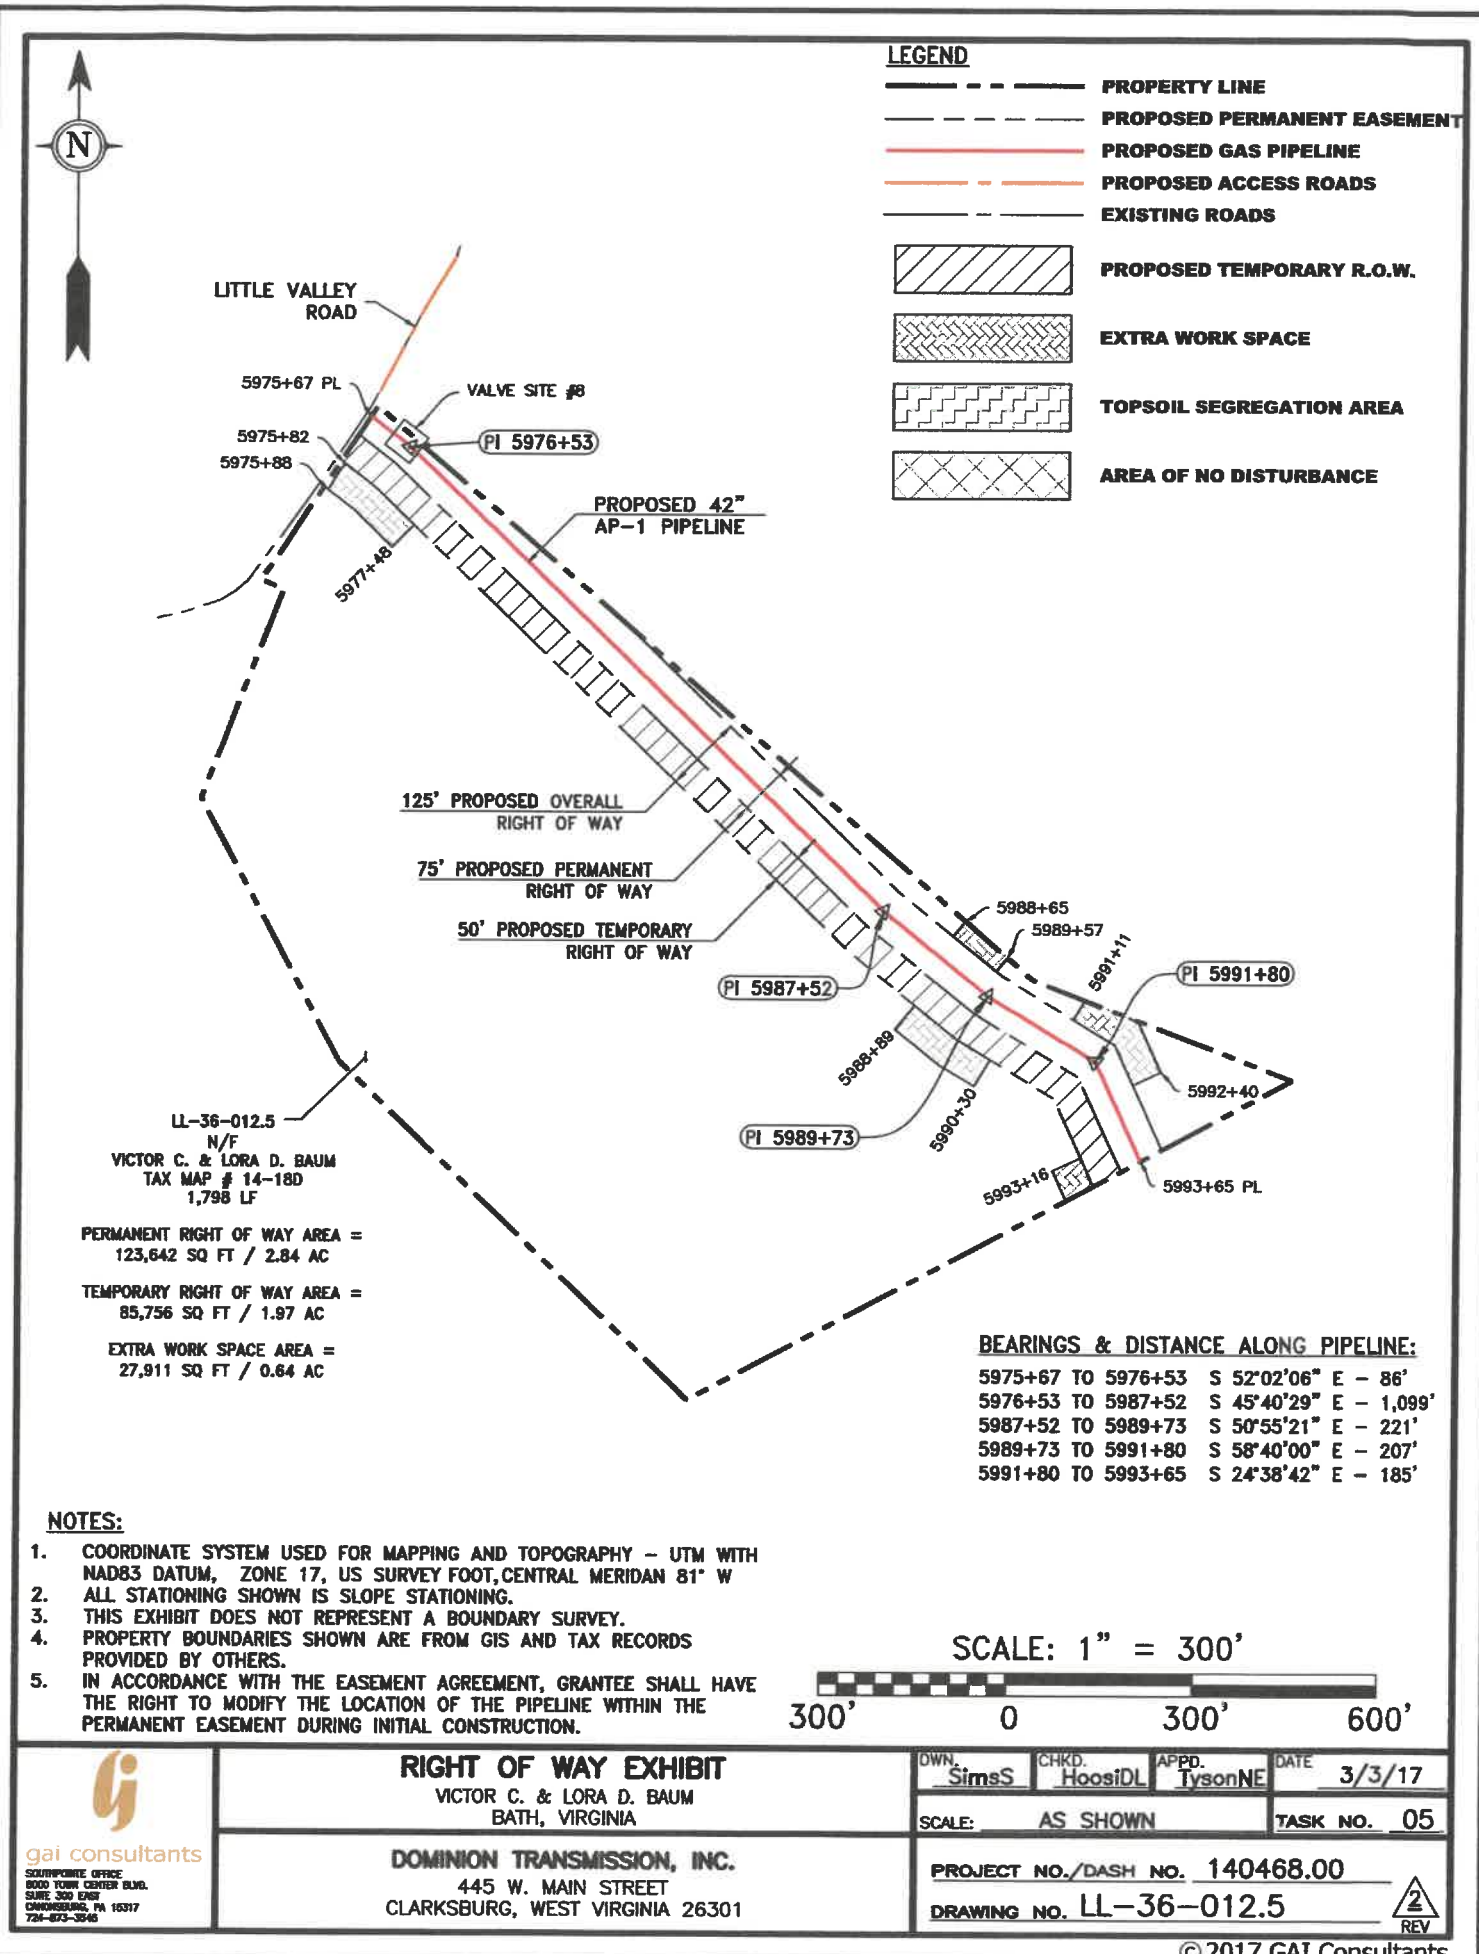 LEGEND
PROPERTY LINE
PROPOSED PERMANENT EASEMENT
PROPOSED GAS PIPELINE
PROPOSED ACCESS ROADS
EXISTING ROADS
PROPOSED TEMPORARY R.O.W.
EXTRA WORK SPACE
TOPSOIL SEGREGATION AREA
AREA OF NO DISTURBANCE
N
LITTLE VALLEY
ROAD
5975+67 PL
VALVE SITE #8
5975+82
PI 5976+53
5975+88
PROPOSED 42"
AP-1 PIPELINE
5977+48
125' PROPOSED OVERALL
RIGHT OF WAY
75' PROPOSED PERMANENT
RIGHT OF WAY
50' PROPOSED TEMPORARY
RIGHT OF WAY
5988+65
5989+57
5991+11
PI 5991+80
PI 5987+52
5988+89
5992+40
5990+30
PI 5989+73
5993+16
5993+65 PL
LL-36-012.5
N/F
VICTOR C. & LORA D. BAUM
TAX MAP # 14-18D
1,798 LF
PERMANENT RIGHT OF WAY AREA =
123,642 SQ FT / 2.84 AC
TEMPORARY RIGHT OF WAY AREA =
85,756 SQ FT / 1.97 AC
EXTRA WORK SPACE AREA =
27,911 SQ FT / 0.64 AC
BEARINGS & DISTANCE ALONG PIPELINE:
5975+67 TO 5976+53 S 52°02'06" E - 86'
5976+53 TO 5987+52 S 45°40'29" E - 1,099'
5987+52 TO 5989+73 S 50°55'21" E - 221'
5989+73 TO 5991+80 S 58°40'00" E - 207'
5991+80 TO 5993+65 S 24°38'42" E - 185'
NOTES:
1. COORDINATE SYSTEM USED FOR MAPPING AND TOPOGRAPHY - UTM WITH
NAD83 DATUM, ZONE 17, US SURVEY FOOT, CENTRAL MERIDAN 81° W
2. ALL STATIONING SHOWN IS SLOPE STATIONING.
3. THIS EXHIBIT DOES NOT REPRESENT A BOUNDARY SURVEY.
4. PROPERTY BOUNDARIES SHOWN ARE FROM GIS AND TAX RECORDS
PROVIDED BY OTHERS.
5. IN ACCORDANCE WITH THE EASEMENT AGREEMENT, GRANTEE SHALL HAVE
THE RIGHT TO MODIFY THE LOCATION OF THE PIPELINE WITHIN THE
PERMANENT EASEMENT DURING INITIAL CONSTRUCTION.
SCALE: 1" = 300'
300' 0 300' 600'
gai consultants
SOUTHPOINTE OFFICE
6000 TOWN CENTER BLVD.
SUITE 300 EAST
CANONSBURG, PA 15317
RIGHT OF WAY EXHIBIT
VICTOR C. & LORA D. BAUM
BATH, VIRGINIA
DOMINION TRANSMISSION, INC.
445 W. MAIN STREET
CLARKSBURG, WEST VIRGINIA 26301
DWN. SimsS CHKD. HoosiDL APPD. TysonNE DATE 3/3/17
SCALE: AS SHOWN TASK NO. 05
PROJECT NO./DASH NO. 140468.00
DRAWING NO. LL-36-012.5
2
REV
© 2017 GAI Consultants